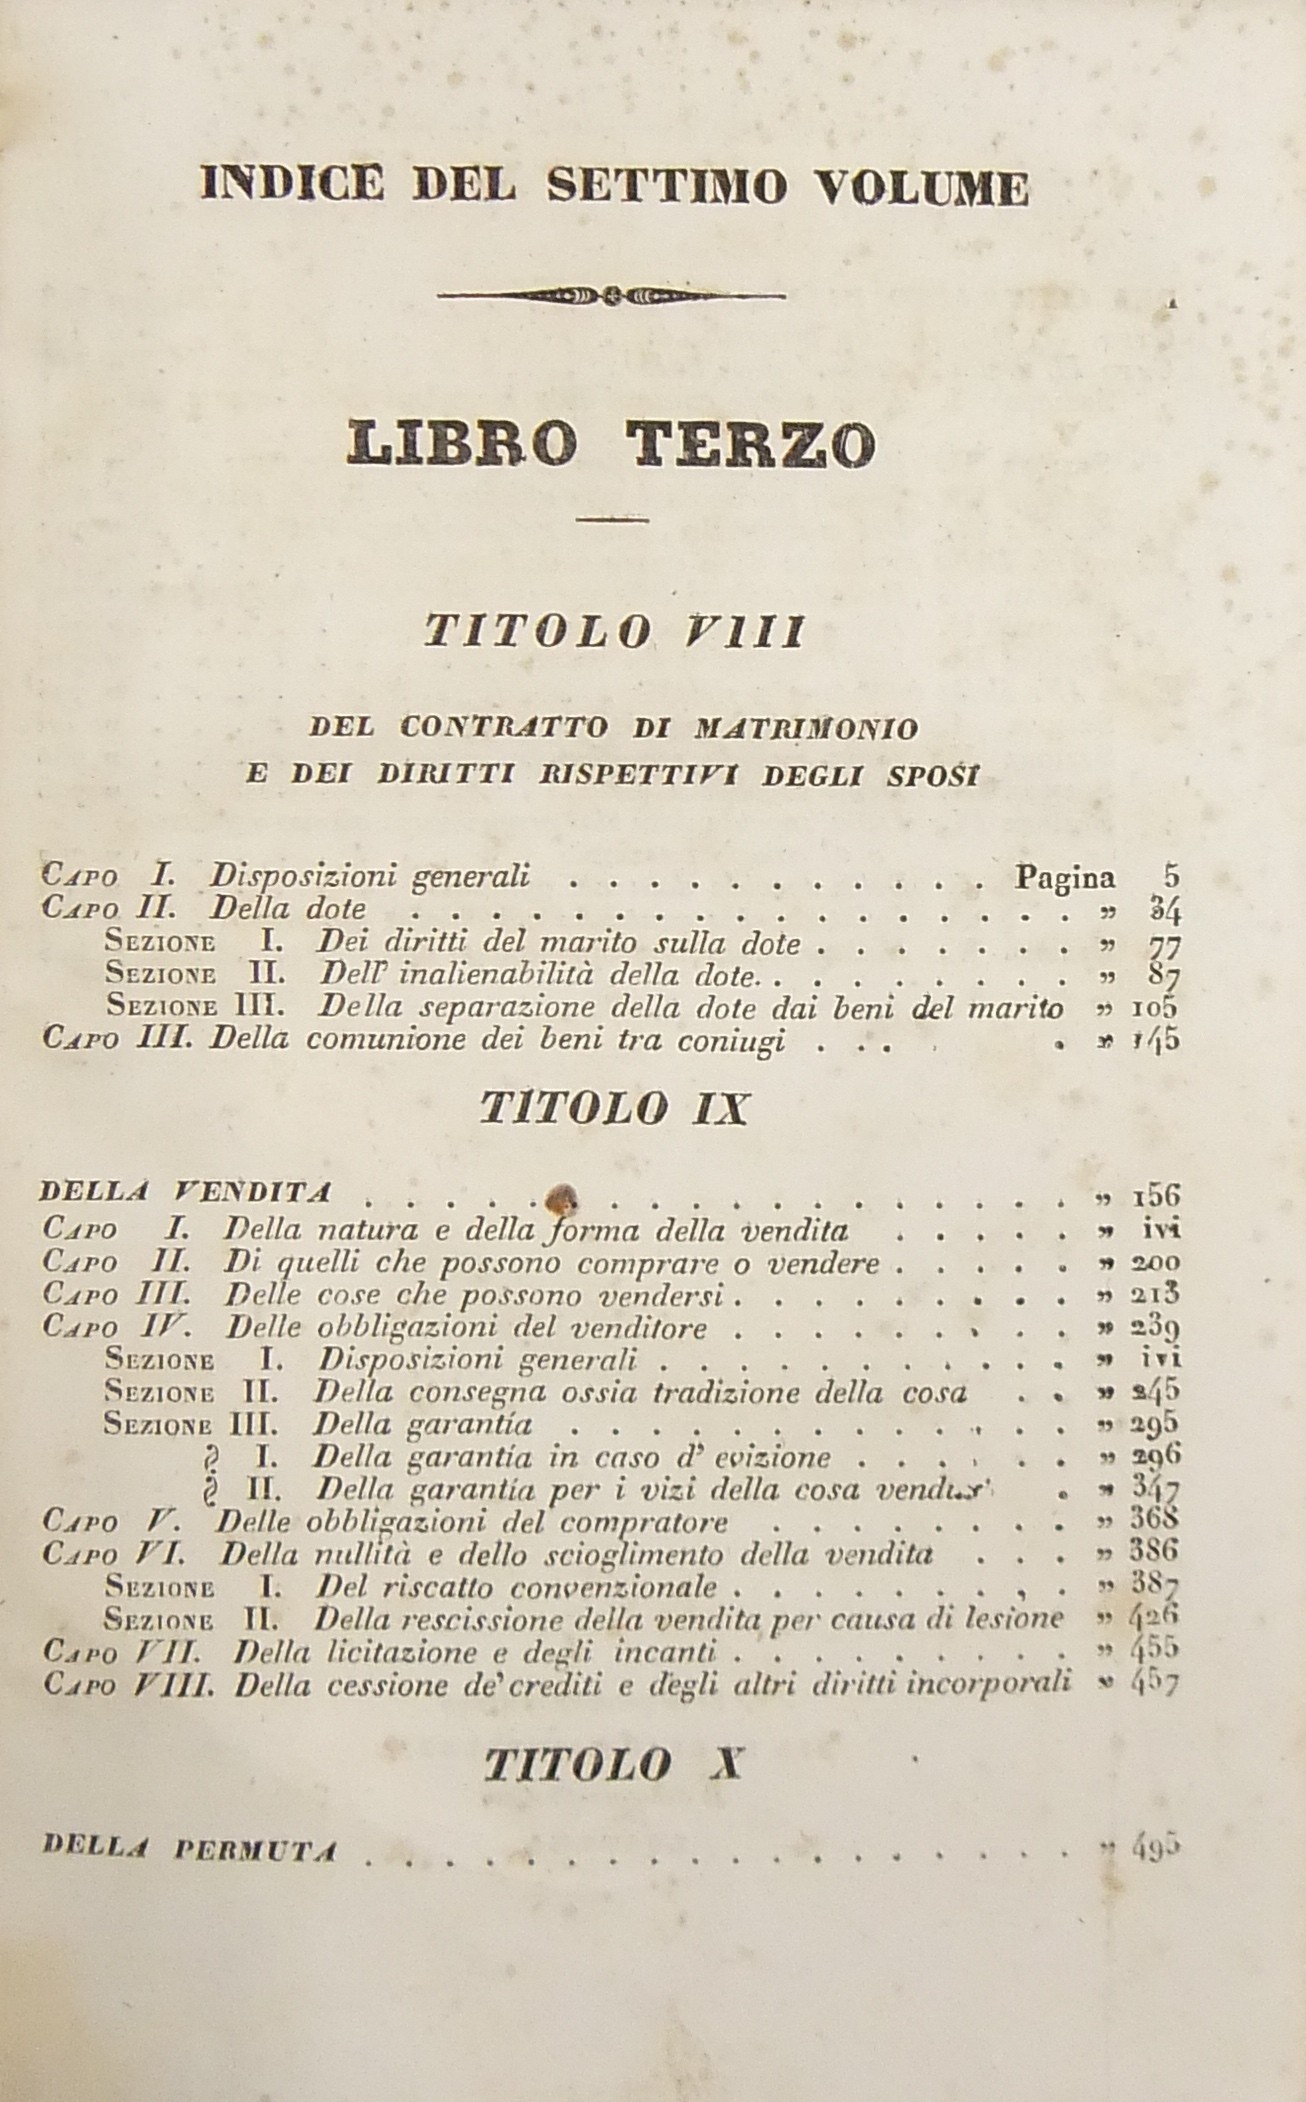 INDICE DEL SETTIMO VOLUME
LIBRO TERZO
TITOLO VIII
DEL CONTRATTO DI MATRIMONIO
E DEI DIRITTI RISPETTIVI DEGLI SPOSI
CAPO I. Disposizioni generali . . . . . . . . . . . Pagina 5
CAPO II. Della dote . . . . . . . . . . . . . . . . . „ 34
SEZIONE I. Dei diritti del marito sulla dote . . . . . . . „ 77
SEZIONE II. Dell' inalienabilità della dote. . . . . . . . . „ 87
SEZIONE III. Della separazione della dote dai beni del marito „ 105
CAPO III. Della comunione dei beni tra coniugi . . . . . „ 145
TITOLO IX
DELLA VENDITA . . . . . . . . . . . . . . . . . . „ 156
CAPO I. Della natura e della forma della vendita . . . . . „ ivi
CAPO II. Di quelli che possono comprare o vendere . . . . . „ 200
CAPO III. Delle cose che possono vendersi . . . . . . . . . „ 213
CAPO IV. Delle obbligazioni del venditore . . . . . . . . . „ 239
SEZIONE I. Disposizioni generali . . . . . . . . . . . „ ivi
SEZIONE II. Della consegna ossia tradizione della cosa . . „ 245
SEZIONE III. Della garantía . . . . . . . . . . . . . „ 295
§ I. Della garantía in caso d' evizione . . . . . . „ 296
§ II. Della garantía per i vizi della cosa . „ 347
CAPO V. Delle obbligazioni del compratore . . . . . . . . „ 368
CAPO VI. Della nullità e dello scioglimento della vendita . . . „ 386
SEZIONE I. Del riscatto convenzionale . . . . . . . . . „ 387
SEZIONE II. Della rescissione della vendita per causa di lesione „ 426
CAPO VII. Della licitazione e degli incanti . . . . . . . . . „ 455
CAPO VIII. Della cessione de' crediti e degli altri diritti incorporali „ 457
TITOLO X
DELLA PERMUTA . . . . . . . . . . . . . . . . . . „ 495